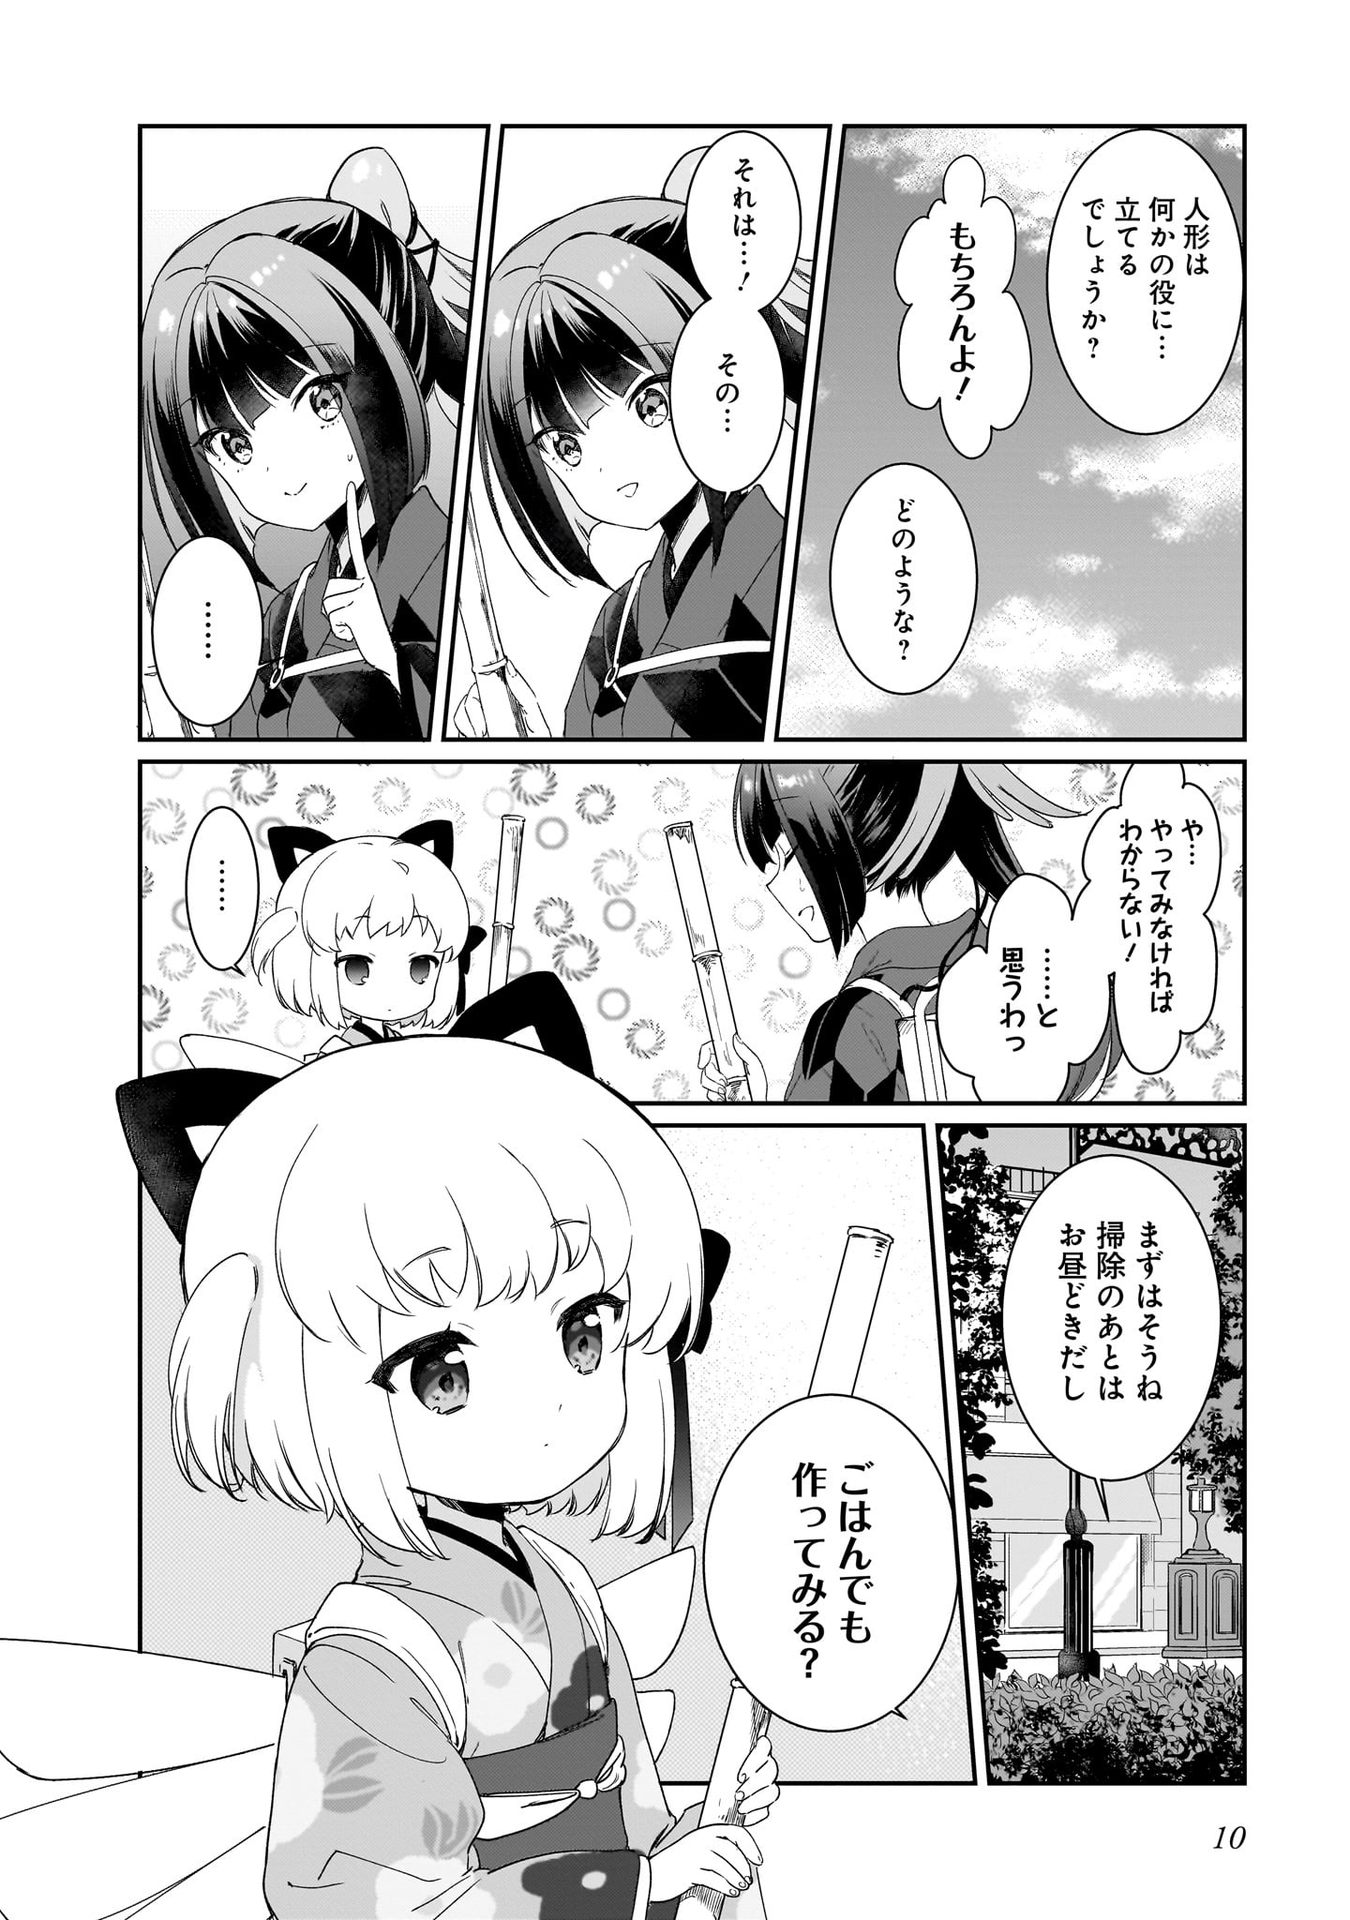 人形は
何かの役に…
立てる
でしょうか?
もちろんよ!
どのような?
それは…!
その…
……
や…
やってみなければ
わからない!
……と
思うわっ
……
まずはそうね
掃除のあとは
お昼どきだし
ごはんでも
作ってみる?
10